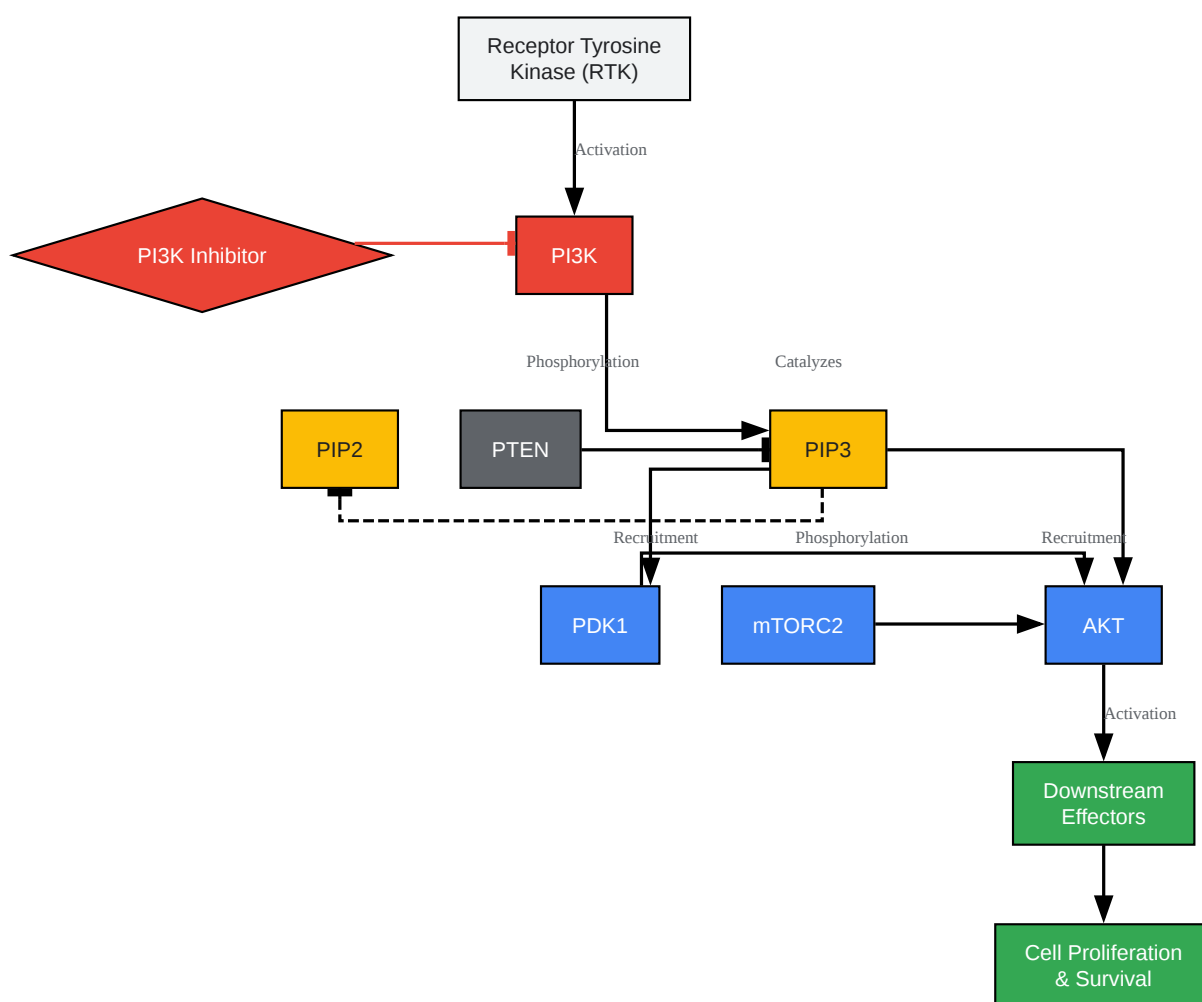 Receptor Tyrosine
Kinase (RTK)
Activation
PI3K Inhibitor
PI3K
Phosphorylation
Catalyzes
PIP2
PTEN
PIP3
Recruitment
Phosphorylation
Recruitment
PDK1
mTORC2
AKT
Activation
Downstream
Effectors
Cell Proliferation
& Survival